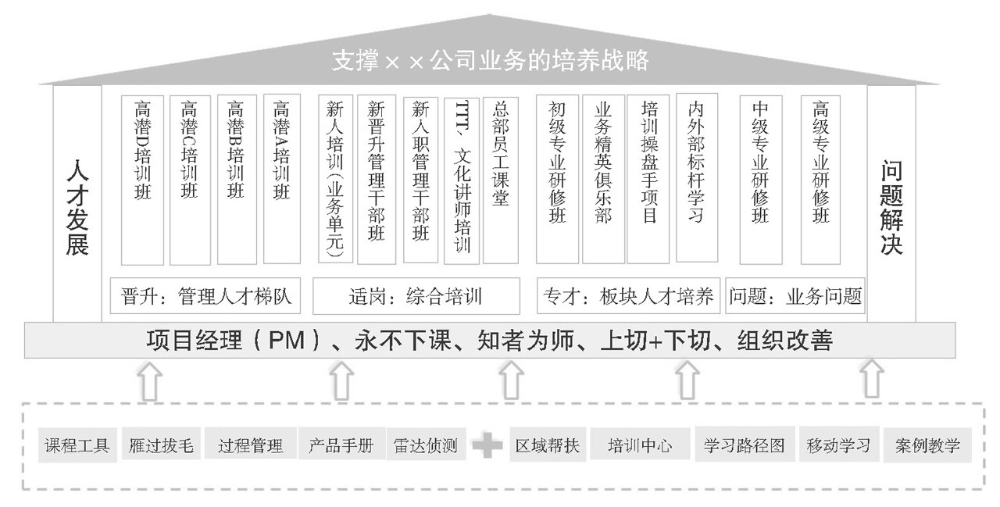 支撑××公司业务的培养战略
人才发展
高潜D培训班
高潜C培训班
高潜B培训班
高潜A培训班
新人培训（业务单元）
新晋升管理干部班
新入职管理干部班
TTT、文化讲师培训
总部员工课堂
初级专业研修班
业务精英俱乐部
培训操盘手项目
内外部标杆学习
中级专业研修班
高级专业研修班
问题解决
晋升：管理人才梯队
适岗：综合培训
专才：板块人才培养
问题：业务问题
项目经理（PM）、永不下课、知者为师、上切+下切、组织改善
课程工具
雁过拔毛
过程管理
产品手册
雷达侦测
区域帮扶
培训中心
学习路径图
移动学习
案例教学